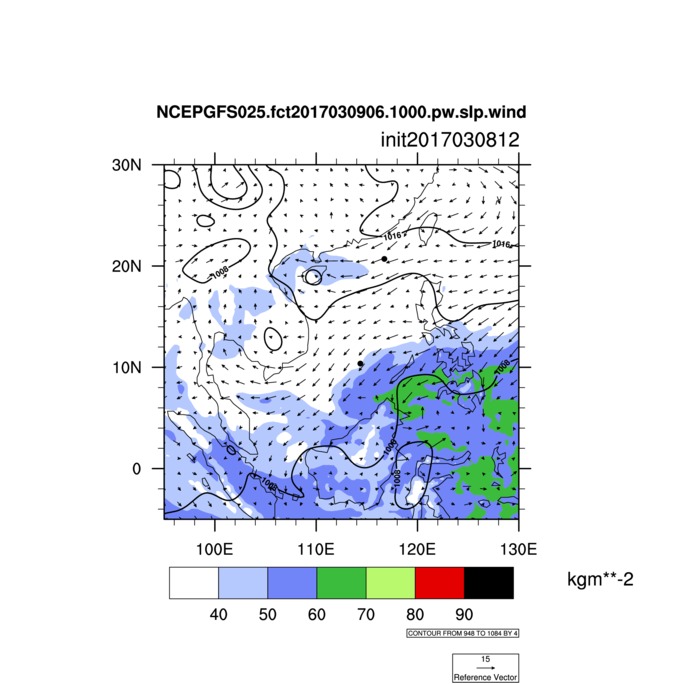 NCEPGFS025.fct2017030906.1000.pw.slp.wind
init2017030812
30N
20N
10N
0
1016
1016
1008
1008
1008
1008
1008
100E 110E 120E 130E
40 50 60 70 80 90
kgm**-2
CONTOUR FROM 948 TO 1084 BY 4
15
Reference Vector